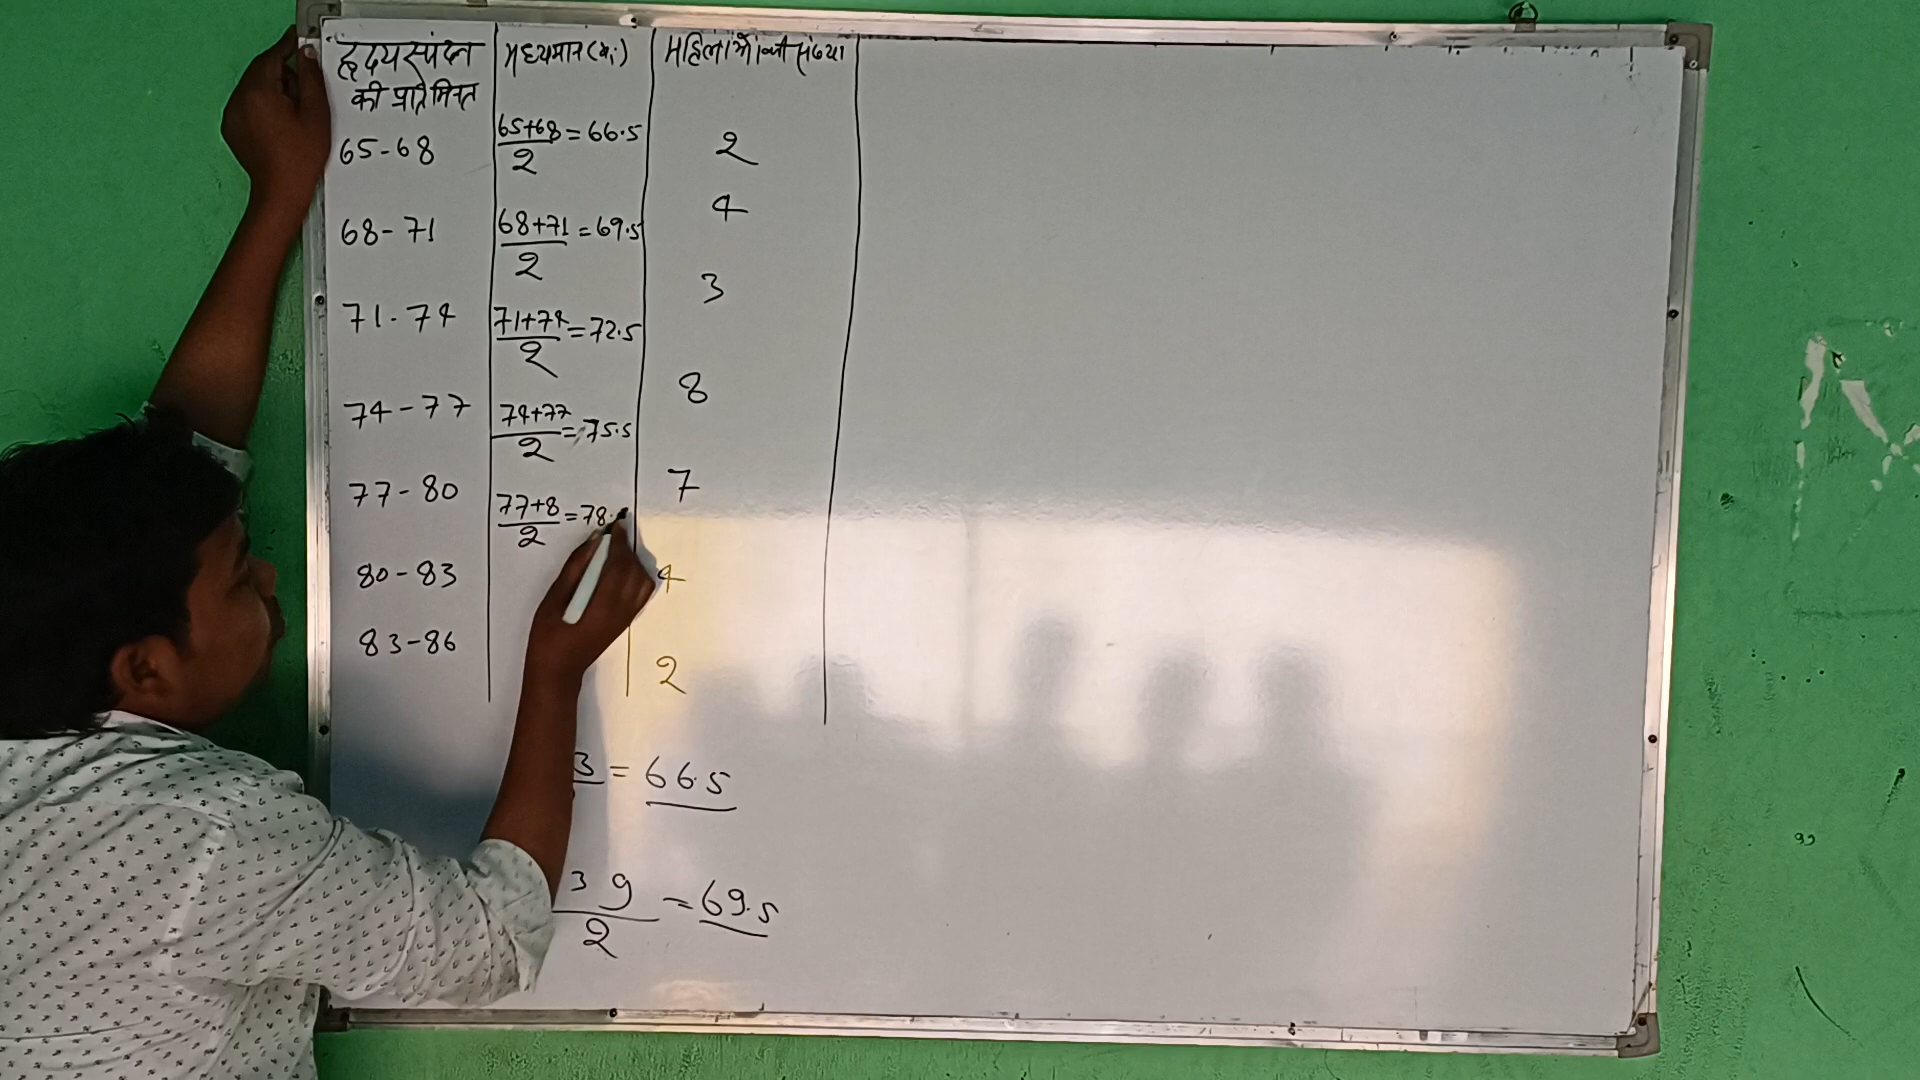 हृदयस्पंदन मध्यमान (xi) महिलाओं की संख्या
की प्रति मिनट
65-68 65+68/2 = 66.5 2
68-71 68+71/2 = 69.5 4
71-74 71+74/2 = 72.5 3
74-77 74+77/2 = 75.5 8
77-80 77+8/2 = 78. 7
80-83 4
83-86 2
3 = 66.5
39/2 = 69.5